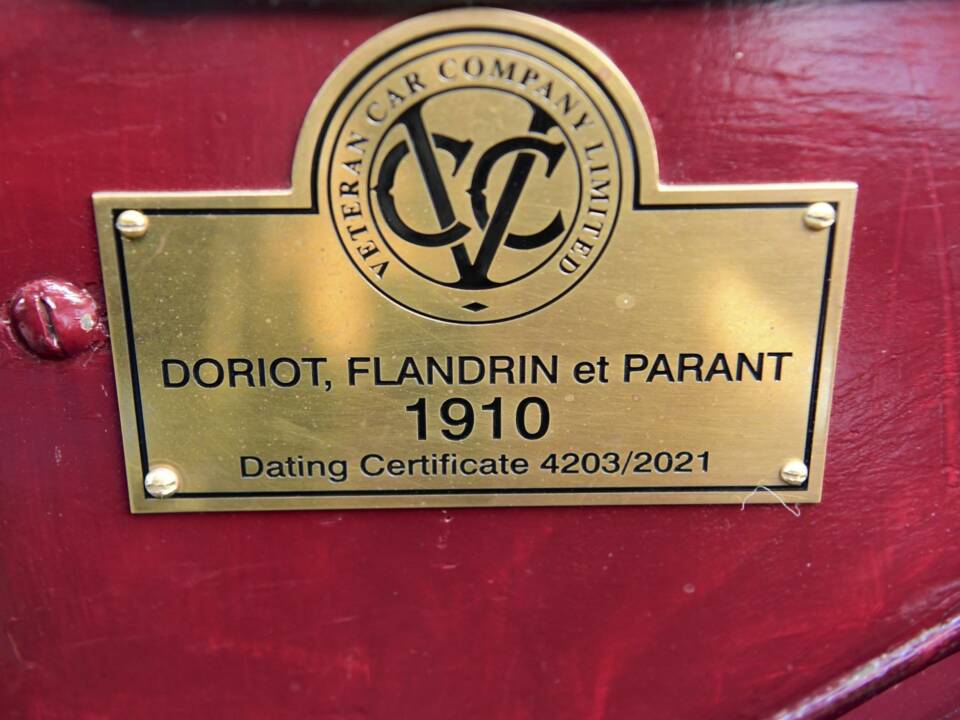 VETERAN CAR COMPANY LIMITED
VCC
DORIOT, FLANDRIN et PARANT
1910
Dating Certificate 4203/2021